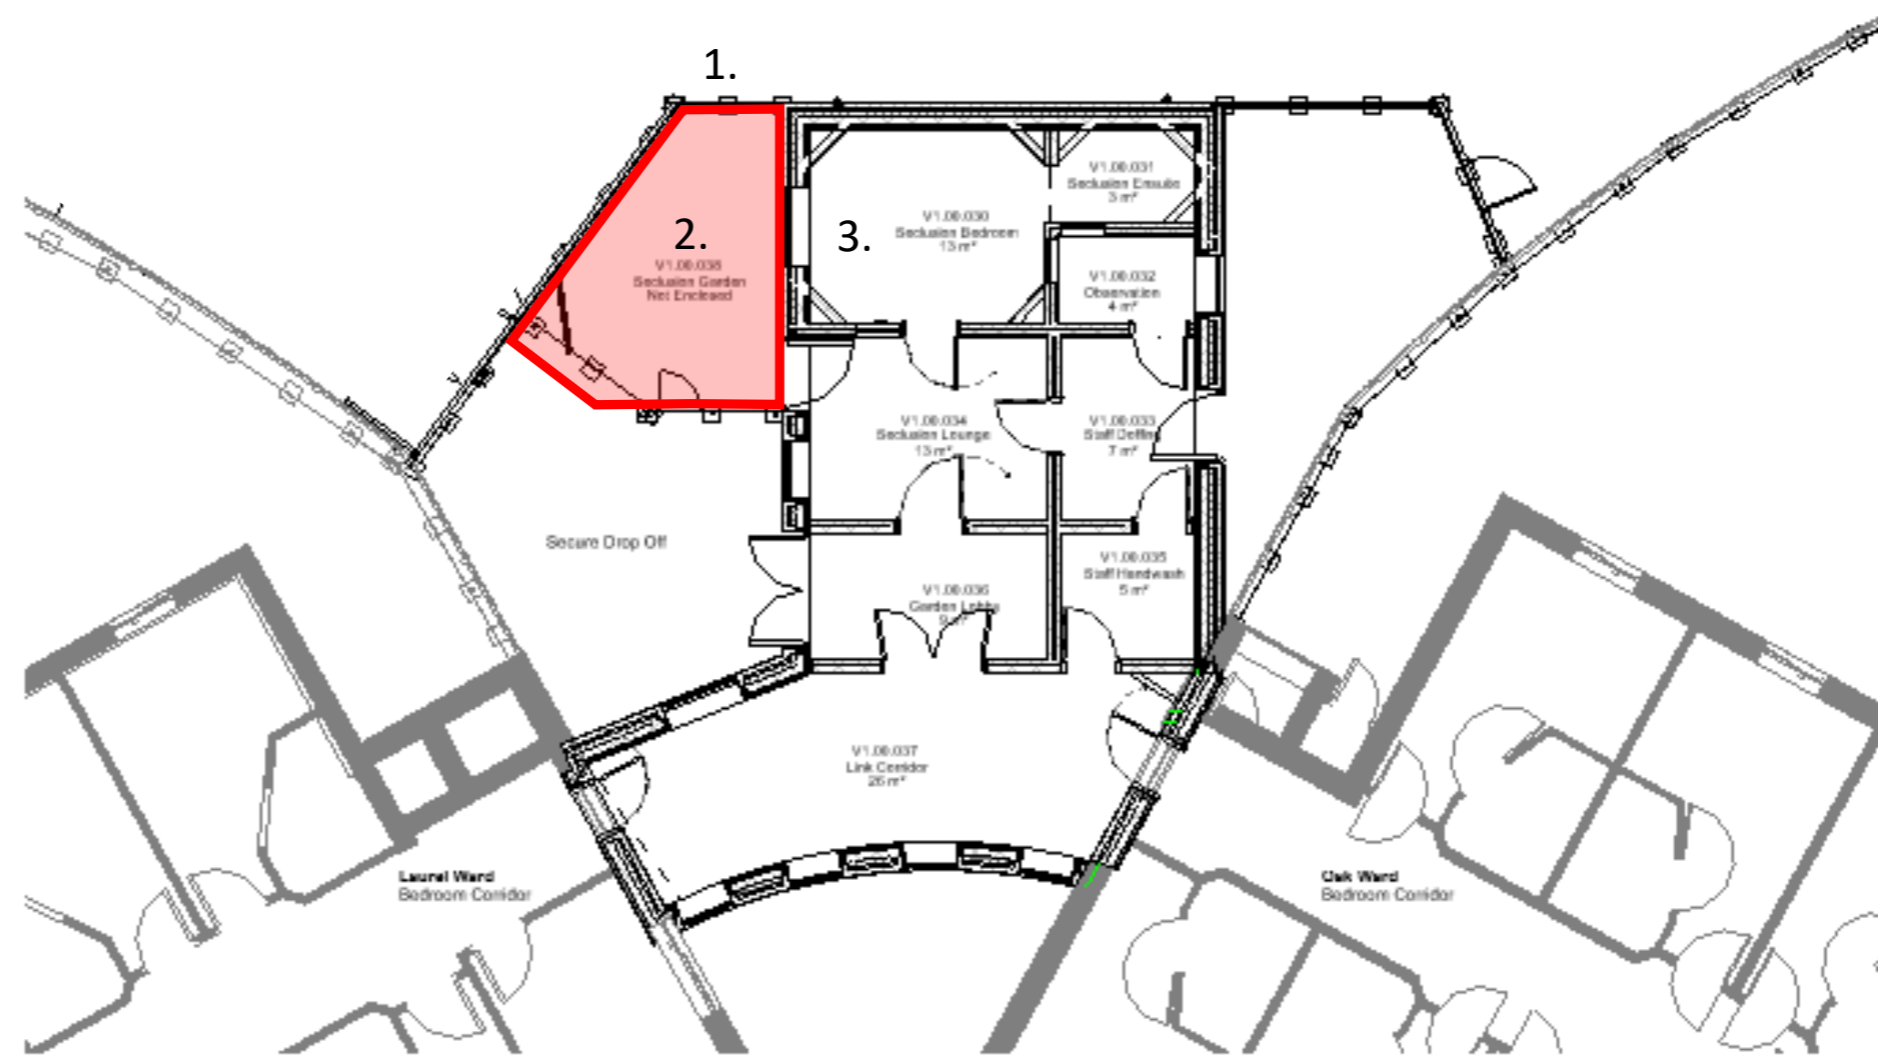 1.
2.
V1.00.038
Seclusion Garden
Not Enclosed
3.
V1.00.030
Seclusion Bedroom
13 m²
V1.00.031
Seclusion Ensuite
3 m²
V1.00.032
Observation
4 m²
V1.00.034
Seclusion Lounge
13 m²
V1.00.033
Staff Doffing
7 m²
Secure Drop Off
V1.00.036
Garden Lobby
V1.00.035
Staff Handwash
5 m²
V1.00.037
Link Corridor
26 m²
Laurel Ward
Bedroom Corridor
Oak Ward
Bedroom Corridor